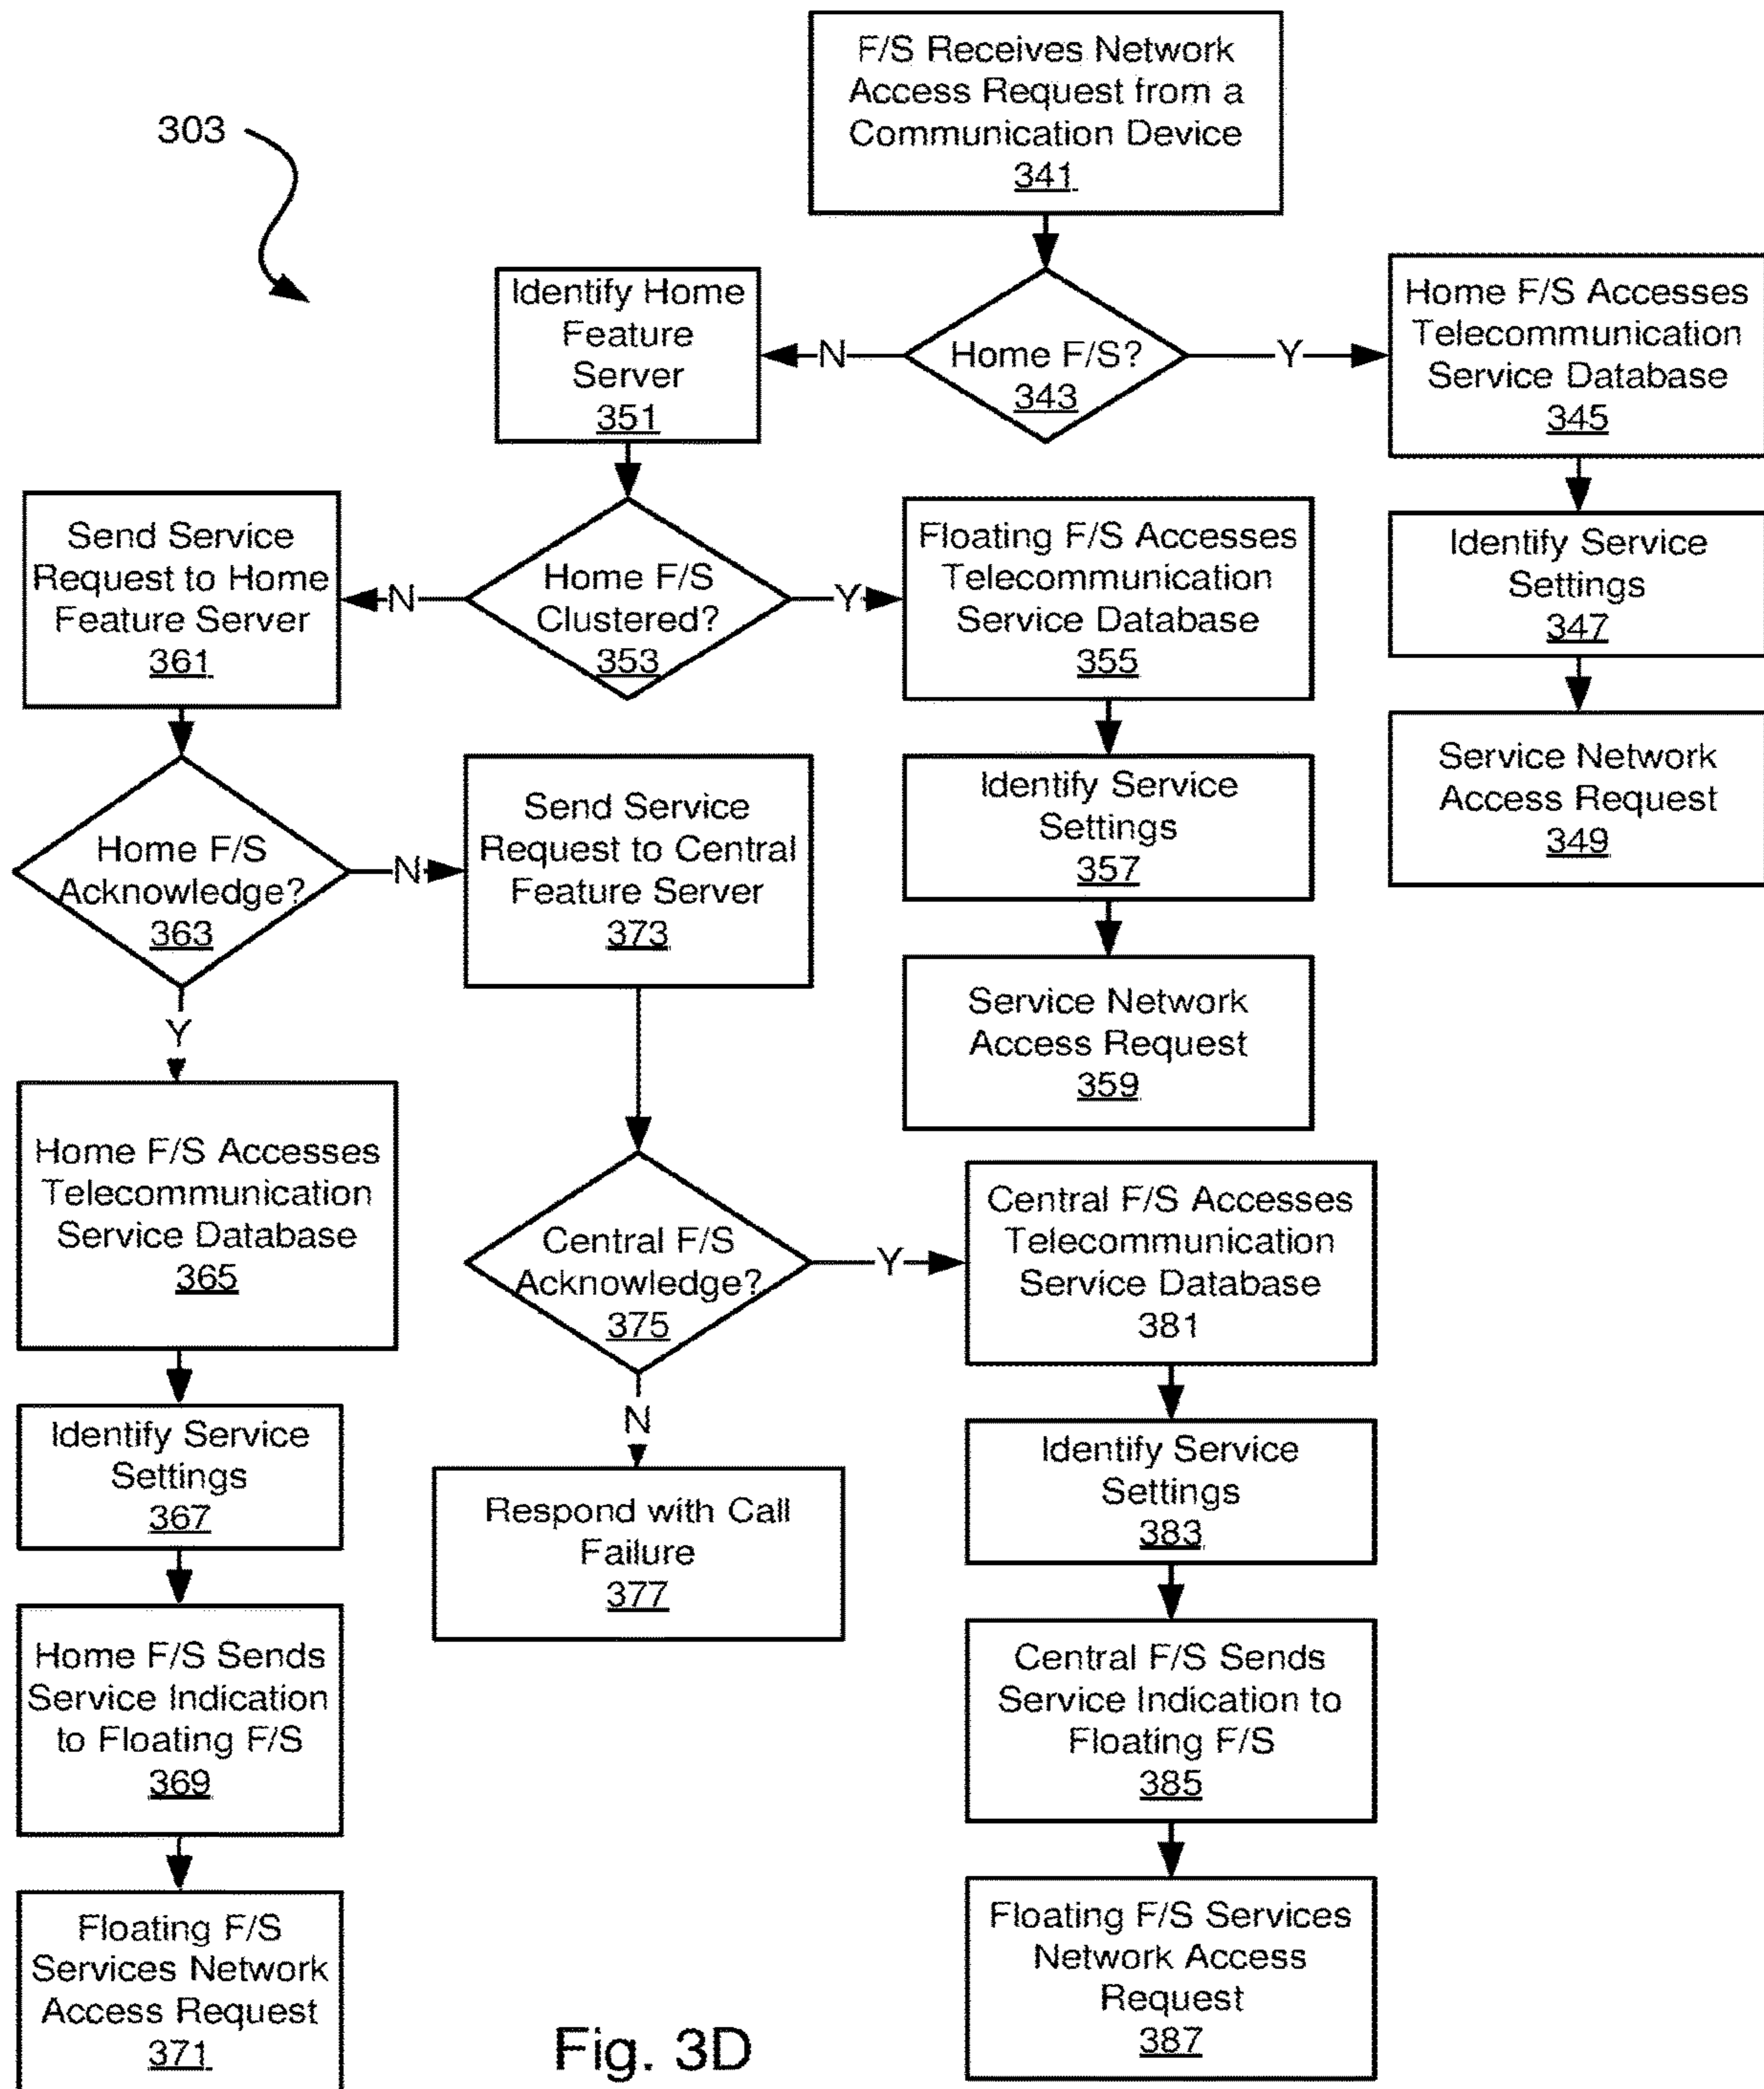 F/S Receives Network
Access Request from a
Communication Device
341
303
Identify Home
Feature
Server
351
N
Home F/S?
343
Y
Home F/S Accesses
Telecommunication
Service Database
345
Send Service
Request to Home
Feature Server
361
N
Home F/S
Clustered?
353
Y
Floating F/S Accesses
Telecommunication
Service Database
355
Identify Service
Settings
347
Service Network
Access Request
349
Home F/S
Acknowledge?
363
N
Send Service
Request to Central
Feature Server
373
Identify Service
Settings
357
Service Network
Access Request
359
Y
Home F/S Accesses
Telecommunication
Service Database
365
Central F/S
Acknowledge?
375
Y
Central F/S Accesses
Telecommunication
Service Database
381
N
Identify Service
Settings
367
Respond with Call
Failure
377
Identify Service
Settings
383
Home F/S Sends
Service Indication
to Floating F/S
369
Central F/S Sends
Service Indication to
Floating F/S
385
Floating F/S
Services Network
Access Request
371
Floating F/S Services
Network Access
Request
387
Fig. 3D